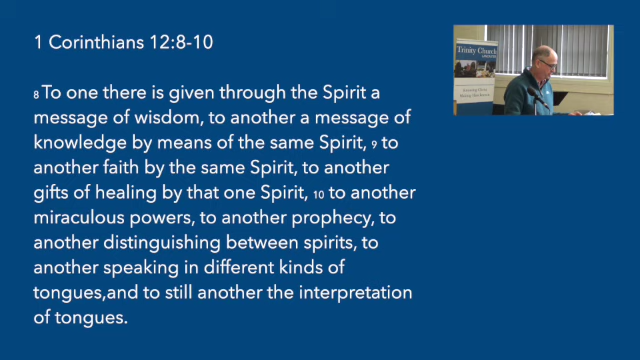 1 Corinthians 12:8-10
8 To one there is given through the Spirit a
message of wisdom, to another a message of
knowledge by means of the same Spirit, 9 to
another faith by the same Spirit, to another
gifts of healing by that one Spirit, 10 to another
miraculous powers, to another prophecy, to
another distinguishing between spirits, to
another speaking in different kinds of
tongues,and to still another the interpretation
of tongues.
Trinity Church